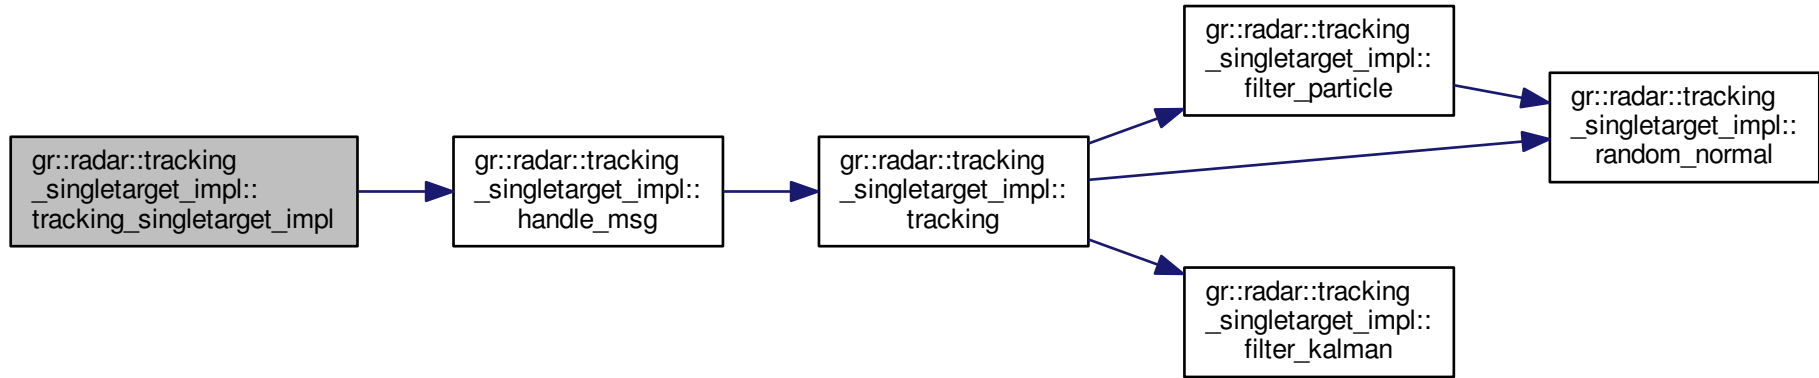 gr::radar::tracking
_singletarget_impl::
tracking_singletarget_impl
gr::radar::tracking
_singletarget_impl::
handle_msg
gr::radar::tracking
_singletarget_impl::
tracking
gr::radar::tracking
_singletarget_impl::
filter_particle
gr::radar::tracking
_singletarget_impl::
random_normal
gr::radar::tracking
_singletarget_impl::
filter_kalman